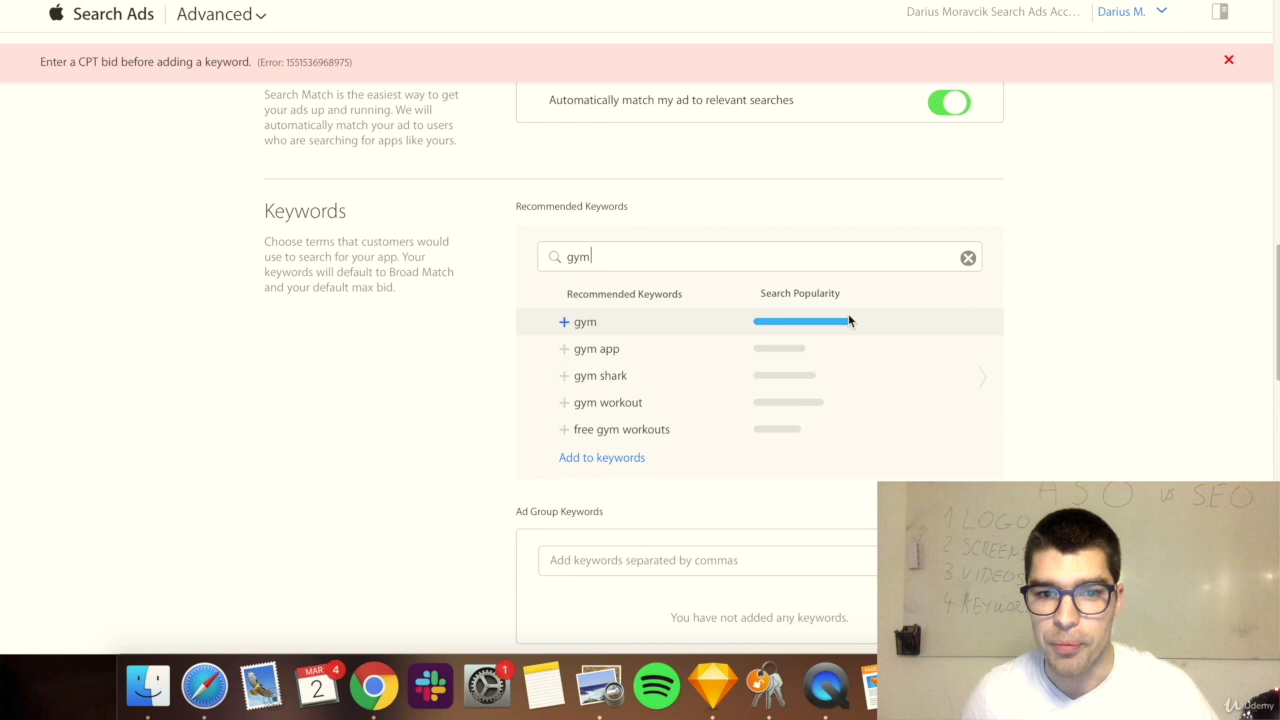 Search Ads
Advanced
Darius Moravcik Search Ads Acc...
Darius M.
Enter a CPT bid before adding a keyword. (Error: 1551536968975)
Search Match is the easiest way to get
your ads up and running. We will
automatically match your ad to users
who are searching for apps like yours.
Automatically match my ad to relevant searches
Keywords
Choose terms that customers would
use to search for your app. Your
keywords will default to Broad Match
and your default max bid.
Recommended Keywords
gym
Recommended Keywords
Search Popularity
gym
gym app
gym shark
gym workout
free gym workouts
Add to keywords
Ad Group Keywords
Add keywords separated by commas
You have not added any keywords.
ASO vs SEO
1 LOGO
2 SCREEN
3 VIDEOS
4. KEYWOR
MAR
2
4
1
Udemy